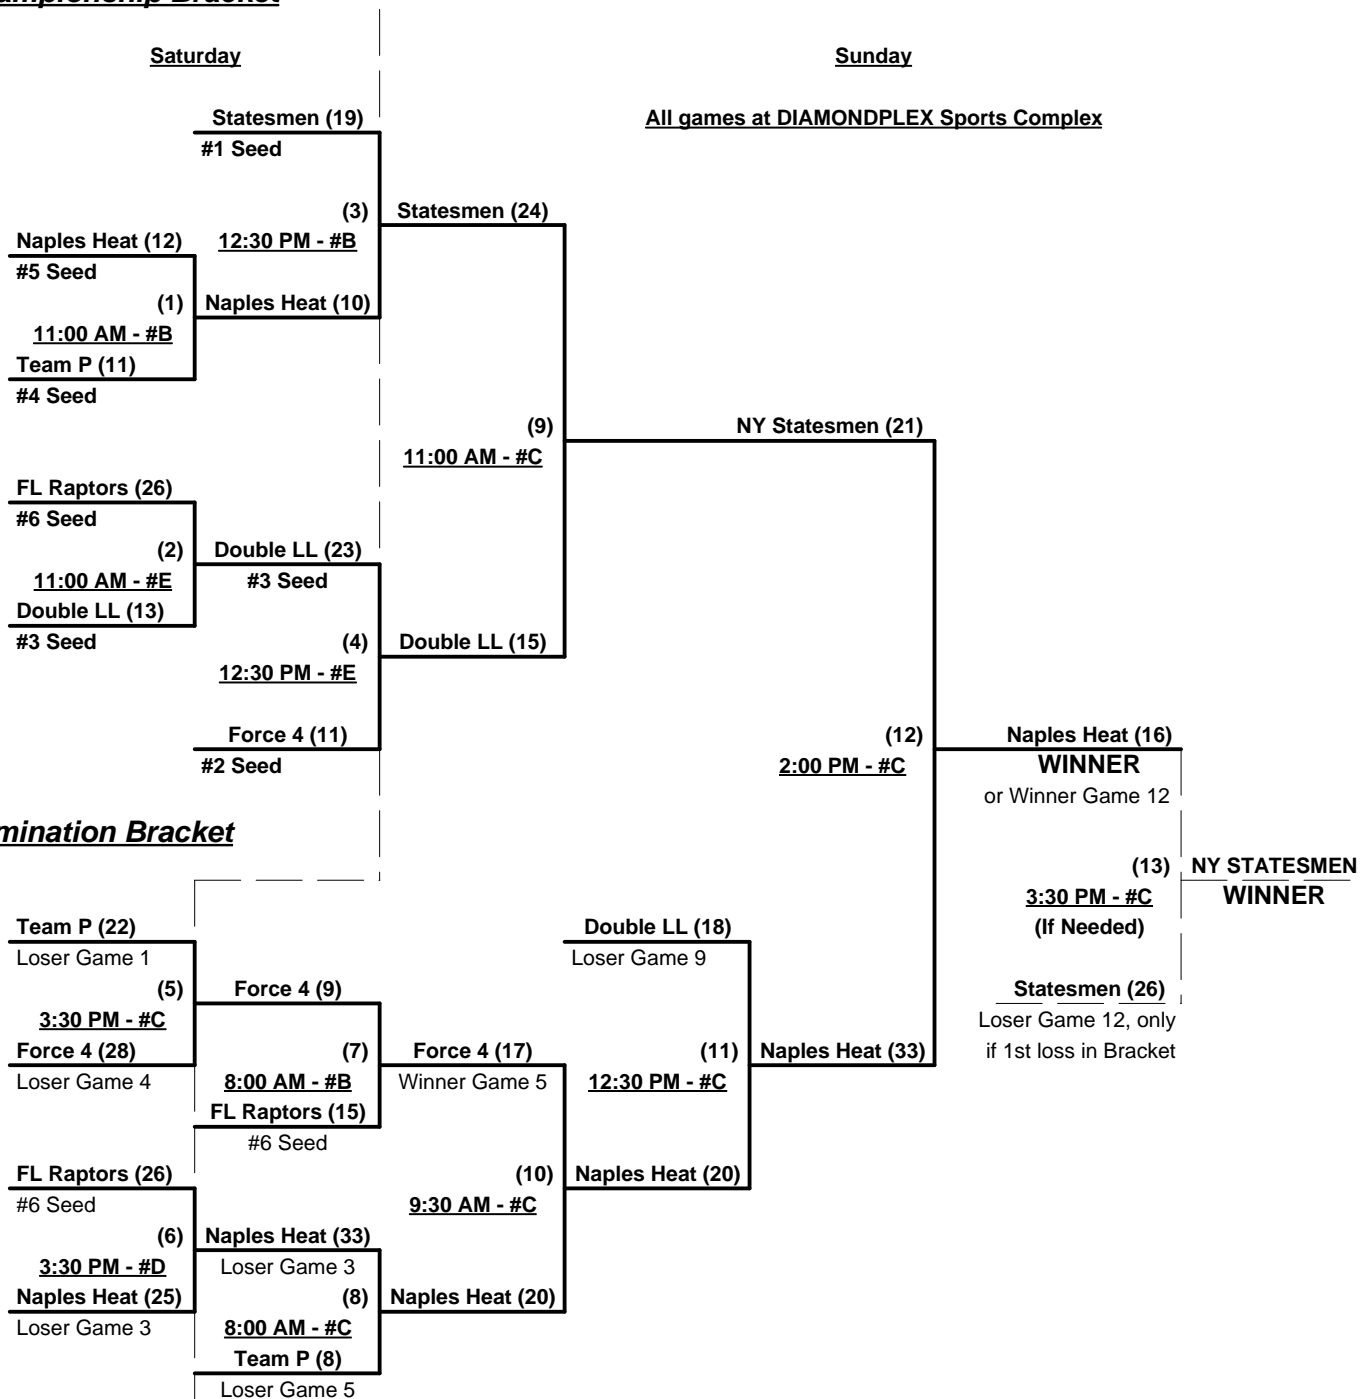 Saturday
Sunday
Statesmen (19)
All games at DIAMONDPLEX Sports Complex
#1 Seed
(3)
Statesmen (24)
Naples Heat (12)
12:30 PM - #B
#5 Seed
(1)
Naples Heat (10)
11:00 AM - #B
Team P (11)
#4 Seed
(9)
NY Statesmen (21)
11:00 AM - #C
FL Raptors (26)
#6 Seed
(2)
Double LL (23)
11:00 AM - #E
#3 Seed
Double LL (13)
#3 Seed
(4)
Double LL (15)
12:30 PM - #E
Force 4 (11)
#2 Seed
(12)
Naples Heat (16)
2:00 PM - #C
WINNER
or Winner Game 12
mination Bracket
(13)
NY STATESMEN
3:30 PM - #C
WINNER
(If Needed)
Team P (22)
Loser Game 1
Double LL (18)
Loser Game 9
(5)
Force 4 (9)
Statesmen (26)
3:30 PM - #C
Loser Game 12, only
if 1st loss in Bracket
Force 4 (28)
Loser Game 4
(7)
Force 4 (17)
(11)
Naples Heat (33)
8:00 AM - #B
Winner Game 5
12:30 PM - #C
FL Raptors (15)
#6 Seed
FL Raptors (26)
#6 Seed
(10)
Naples Heat (20)
9:30 AM - #C
(6)
Naples Heat (33)
3:30 PM - #D
Loser Game 3
Naples Heat (25)
Loser Game 3
(8)
Naples Heat (20)
8:00 AM - #C
Team P (8)
Loser Game 5